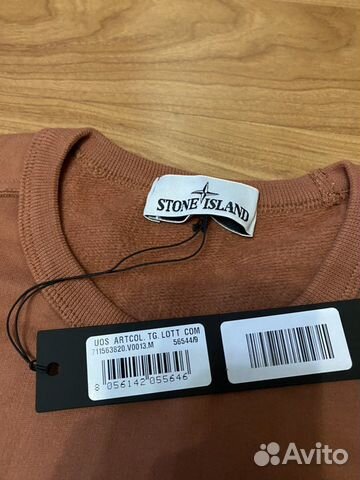 STONE ISLAND
UOS ARTCOL. TG. LOTT. COM
711563820.V0013.M 56544/9
8 056142 055646
Avito